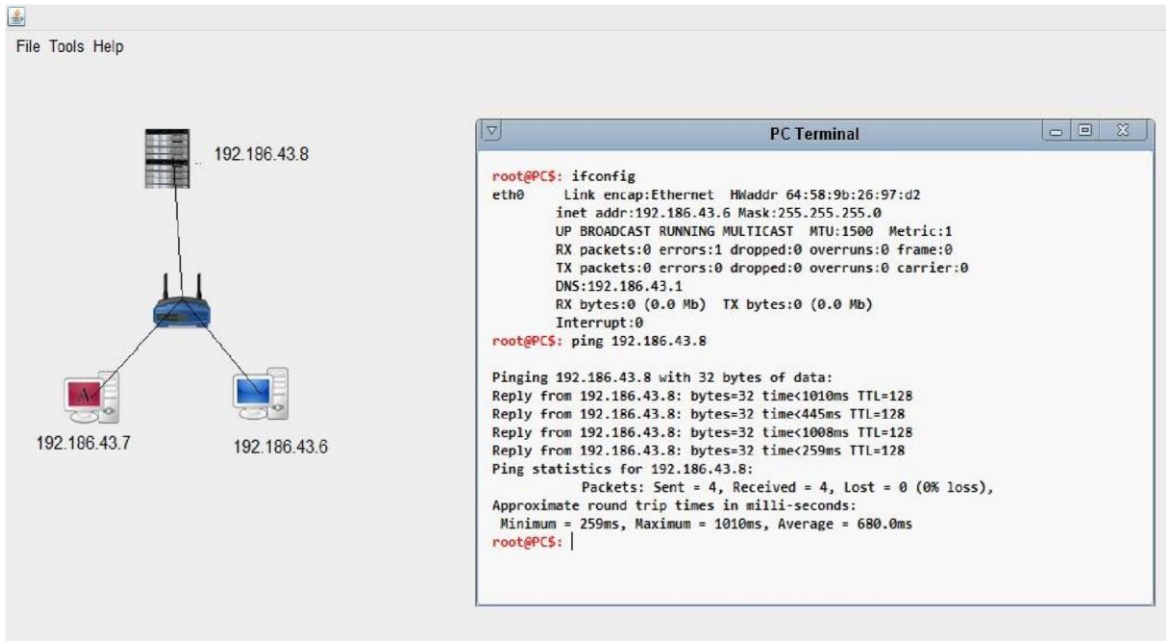 File Tools Help
192.186.43.8
192.186.43.7
192.186.43.6
A
PC Terminal
root@PC$: ifconfig
eth0 Link encap:Ethernet HWaddr 64:58:9b:26:97:d2
inet addr:192.186.43.6 Mask:255.255.255.0
UP BROADCAST RUNNING MULTICAST MTU:1500 Metric:1
RX packets:0 errors:1 dropped:0 overruns:0 frame:0
TX packets:0 errors:0 dropped:0 overruns:0 carrier:0
DNS:192.186.43.1
RX bytes:0 (0.0 Mb) TX bytes:0 (0.0 Mb)
Interrupt:0
root@PC$: ping 192.186.43.8
Pinging 192.186.43.8 with 32 bytes of data:
Reply from 192.186.43.8: bytes=32 time<1010ms TTL=128
Reply from 192.186.43.8: bytes=32 time<445ms TTL=128
Reply from 192.186.43.8: bytes=32 time<1008ms TTL=128
Reply from 192.186.43.8: bytes=32 time<259ms TTL=128
Ping statistics for 192.186.43.8:
Packets: Sent = 4, Received = 4, Lost = 0 (0% loss),
Approximate round trip times in milli-seconds:
Minimum = 259ms, Maximum = 1010ms, Average = 680.0ms
root@PC$: